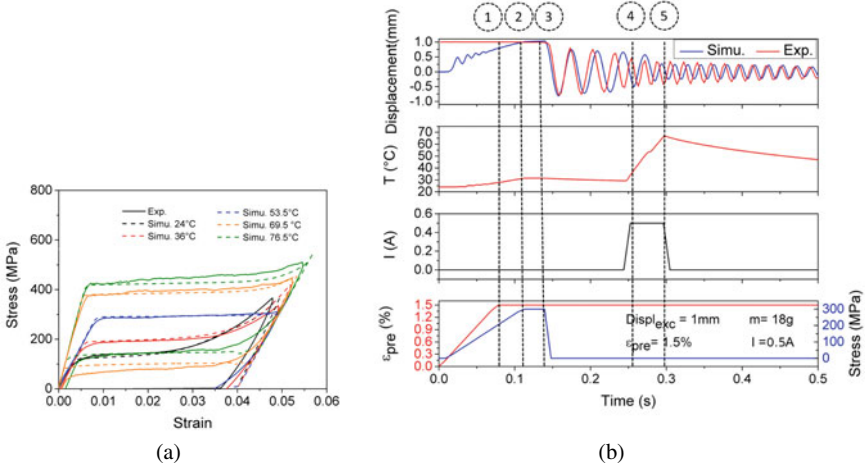 1 2 3 4 5
Displacement(mm)
1.0
0.5
0.0
-0.5
-1.0
Simu. Exp.
T (°C)
70
60
50
40
30
20
I (A)
0.6
0.4
0.2
0.0
εpre (%)
1.5
1.2
0.9
0.6
0.3
0.0
Displexc = 1mm m= 18g
εpre= 1.5% I =0.5A
300
200
100
0
Stress (MPa)
0.0 0.1 0.2 0.3 0.4 0.5
Time (s)
Stress (MPa)
800
600
400
200
0
Exp. Simu. 53.5°C
Simu. 24°C Simu. 69.5 °C
Simu. 36°C Simu. 76.5°C
0.00 0.01 0.02 0.03 0.04 0.05 0.06
Strain
(a) (b)